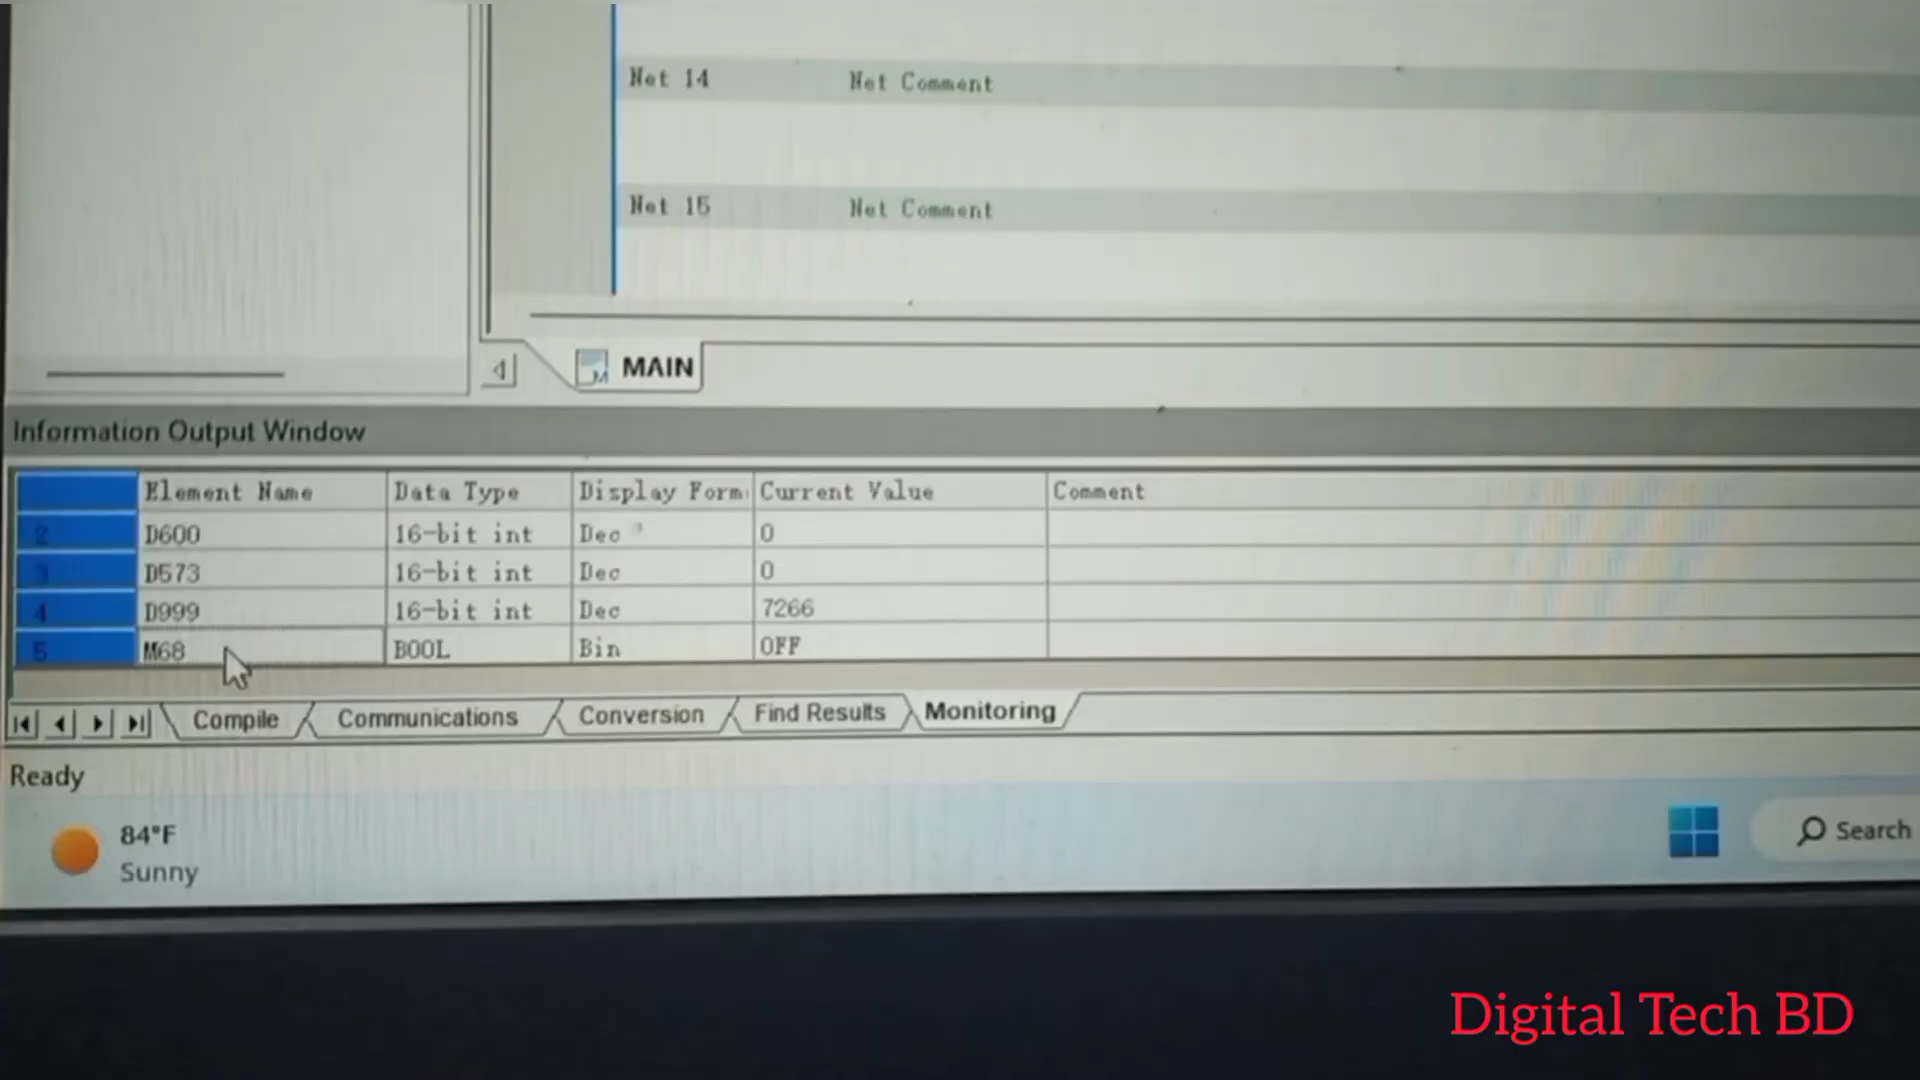 Net 14 Net Comment
Net 15 Net Comment
MAIN
Information Output Window
Element Name Data Type Display Form Current Value Comment
2 D600 16-bit int Dec 0
3 D573 16-bit int Dec 0
4 D999 16-bit int Dec 7266
5 M68 BOOL Bin OFF
Compile Communications Conversion Find Results Monitoring
Ready
84°F
Sunny
Search
Digital Tech BD